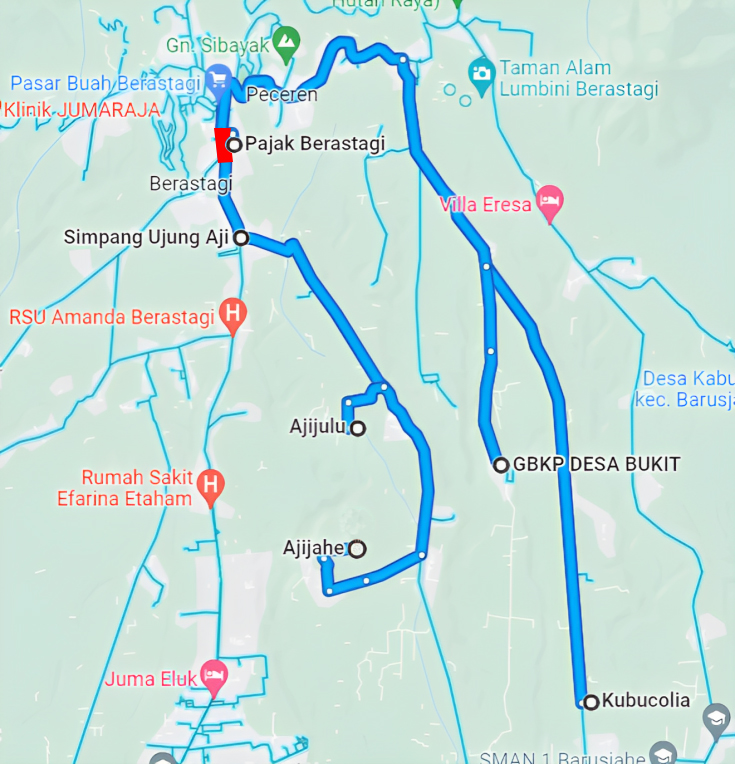 Hutan Raya)
Gn. Sibayak
Taman Alam
Lumbini Berastagi
Pasar Buah Berastagi
Peceren
Klinik JUMARAJA
Pajak Berastagi
Berastagi
Villa Eresa
Simpang Ujung Aji
H
RSU Amanda Berastagi
Desa Kabu
kec. Barusja
Ajijulu
GBKP DESA BUKIT
Rumah Sakit
Efarina Etaham
H
Ajijahe
Juma Eluk
Kubucolia
SMAN 1 Barusjahe